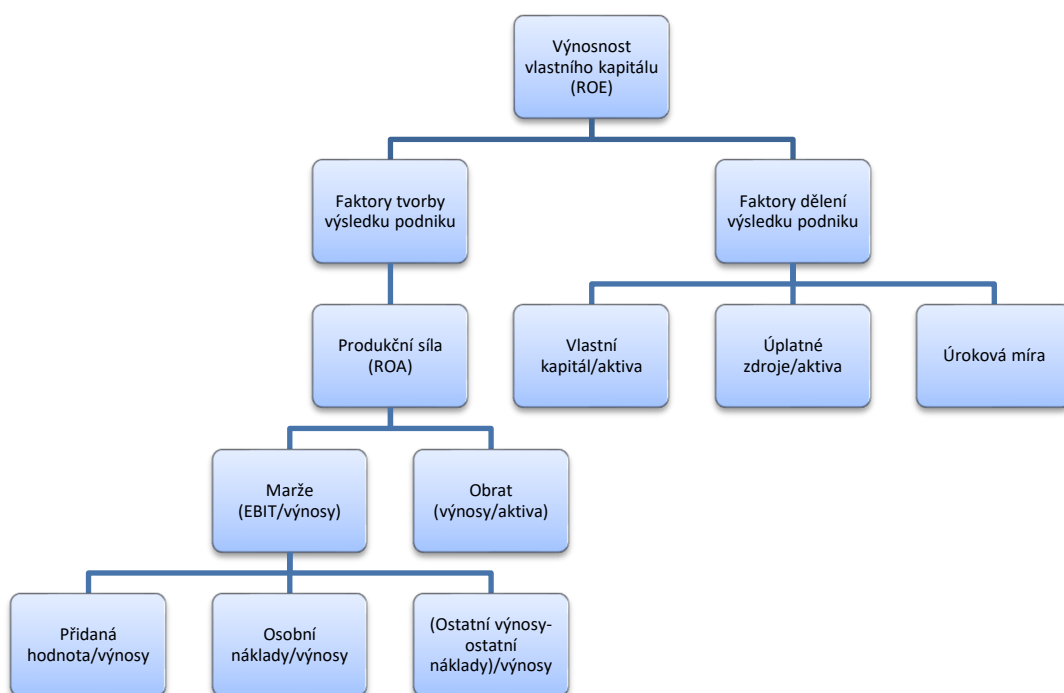 Výnosnost
vlastního kapitálu
(ROE)
Faktory tvorby
výsledku podniku
Faktory dělení
výsledku podniku
Produkční síla
(ROA)
Vlastní
kapitál/aktiva
Úplatné
zdroje/aktiva
Úroková míra
Marže
(EBIT/výnosy)
Obrat
(výnosy/aktiva)
Přidaná
hodnota/výnosy
Osobní
náklady/výnosy
(Ostatní výnosy-
ostatní
náklady)/výnosy